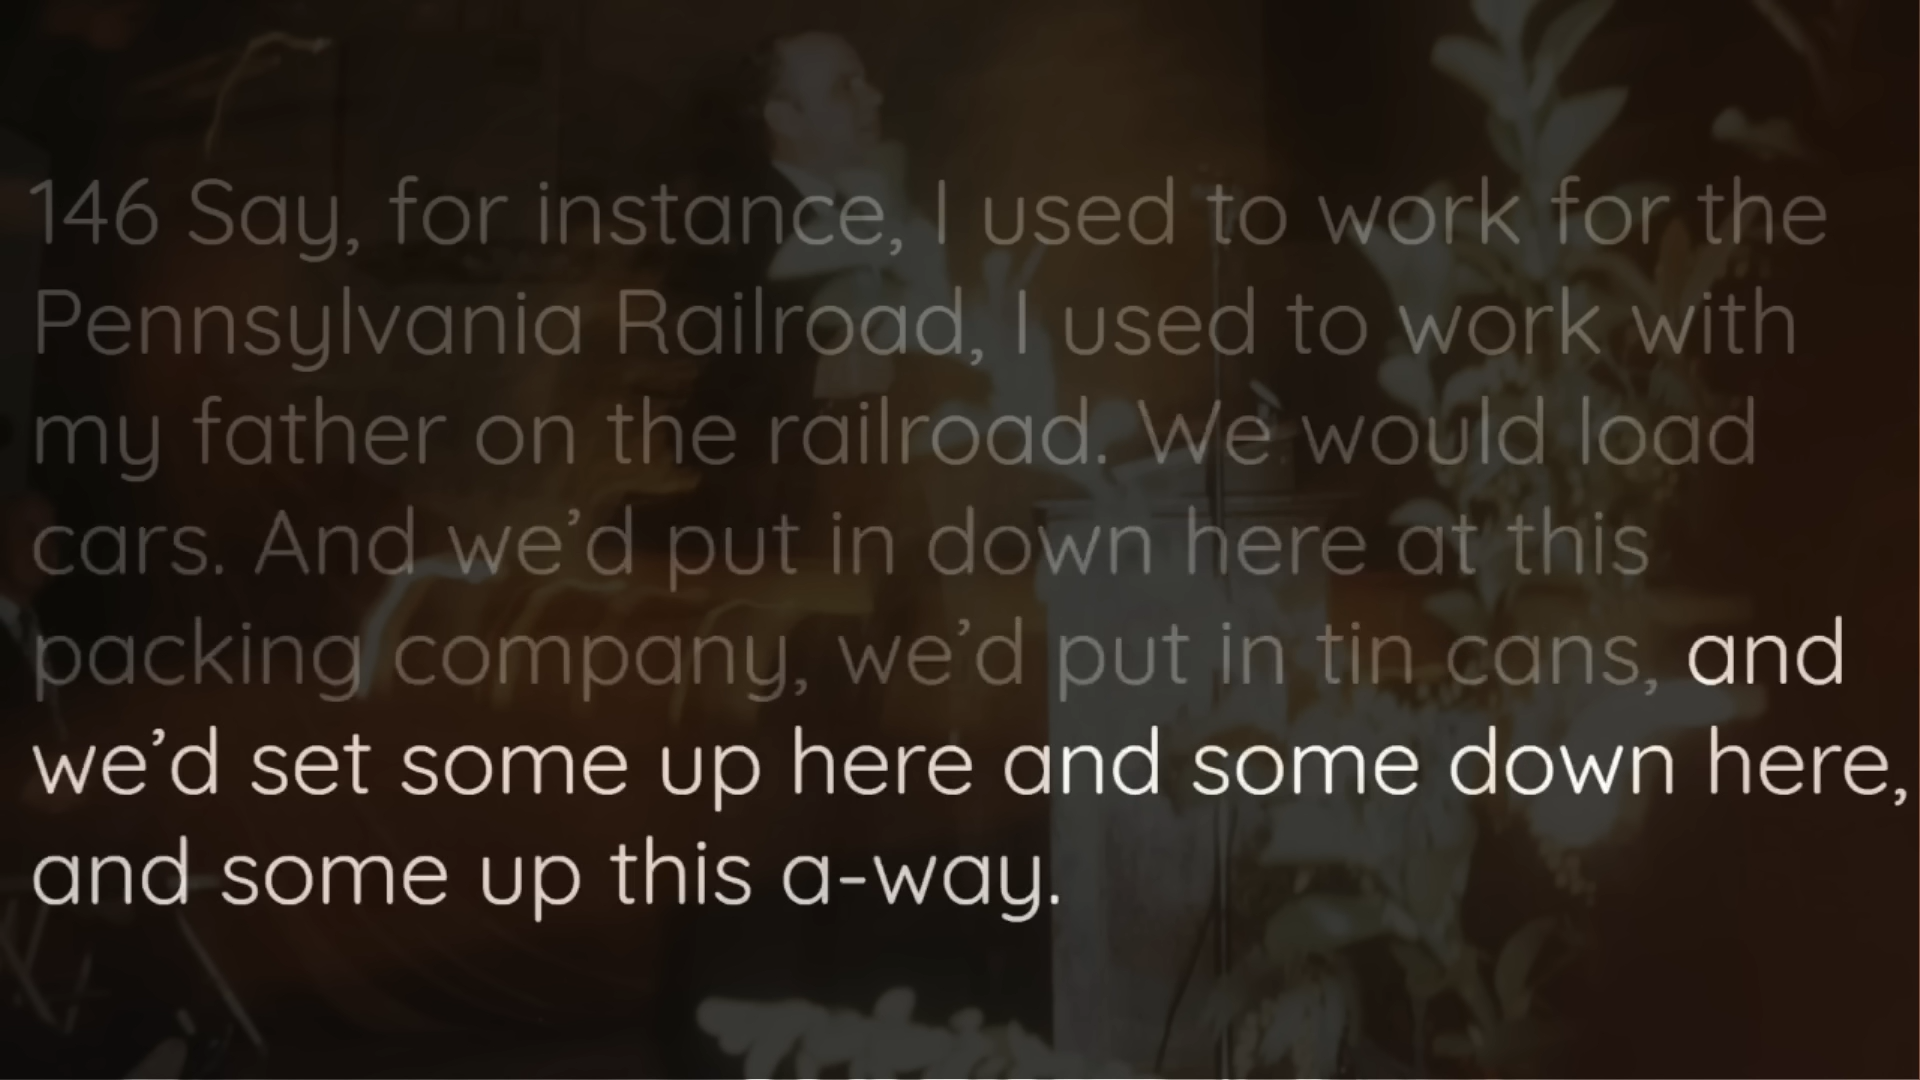 146 Say, for instance, I used to work for the
Pennsylvania Railroad, I used to work with
my father on the railroad. We would load
cars. And we’d put in down here at this
packing company, we’d put in tin cans, and
we’d set some up here and some down here,
and some up this a-way.